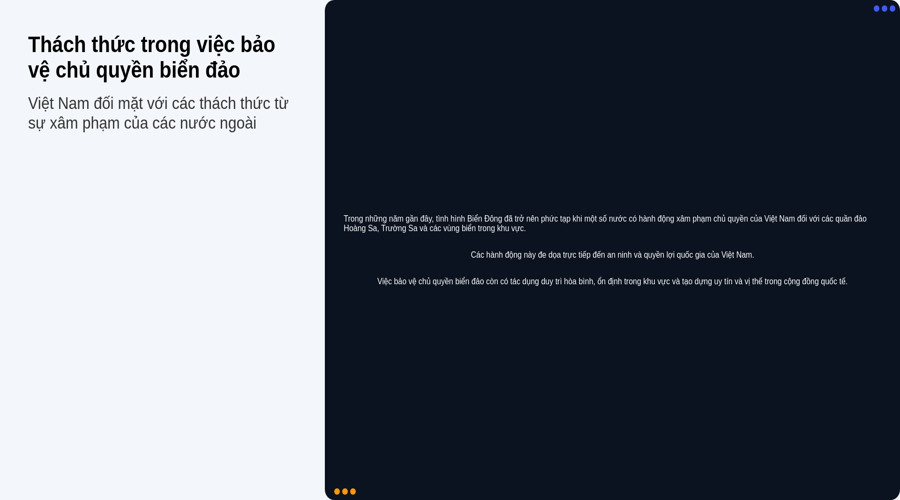 Thách thức trong việc bảo
vệ chủ quyền biển đảo
Việt Nam đối mặt với các thách thức từ
sự xâm phạm của các nước ngoài
Trong những năm gần đây, tình hình Biển Đông đã trở nên phức tạp khi một số nước có hành động xâm phạm chủ quyền của Việt Nam đối với các quần đảo
Hoàng Sa, Trường Sa và các vùng biển trong khu vực.
Các hành động này đe dọa trực tiếp đến an ninh và quyền lợi quốc gia của Việt Nam.
Việc bảo vệ chủ quyền biển đảo còn có tác dụng duy trì hòa bình, ổn định trong khu vực và tạo dựng uy tín và vị thế trong cộng đồng quốc tế.